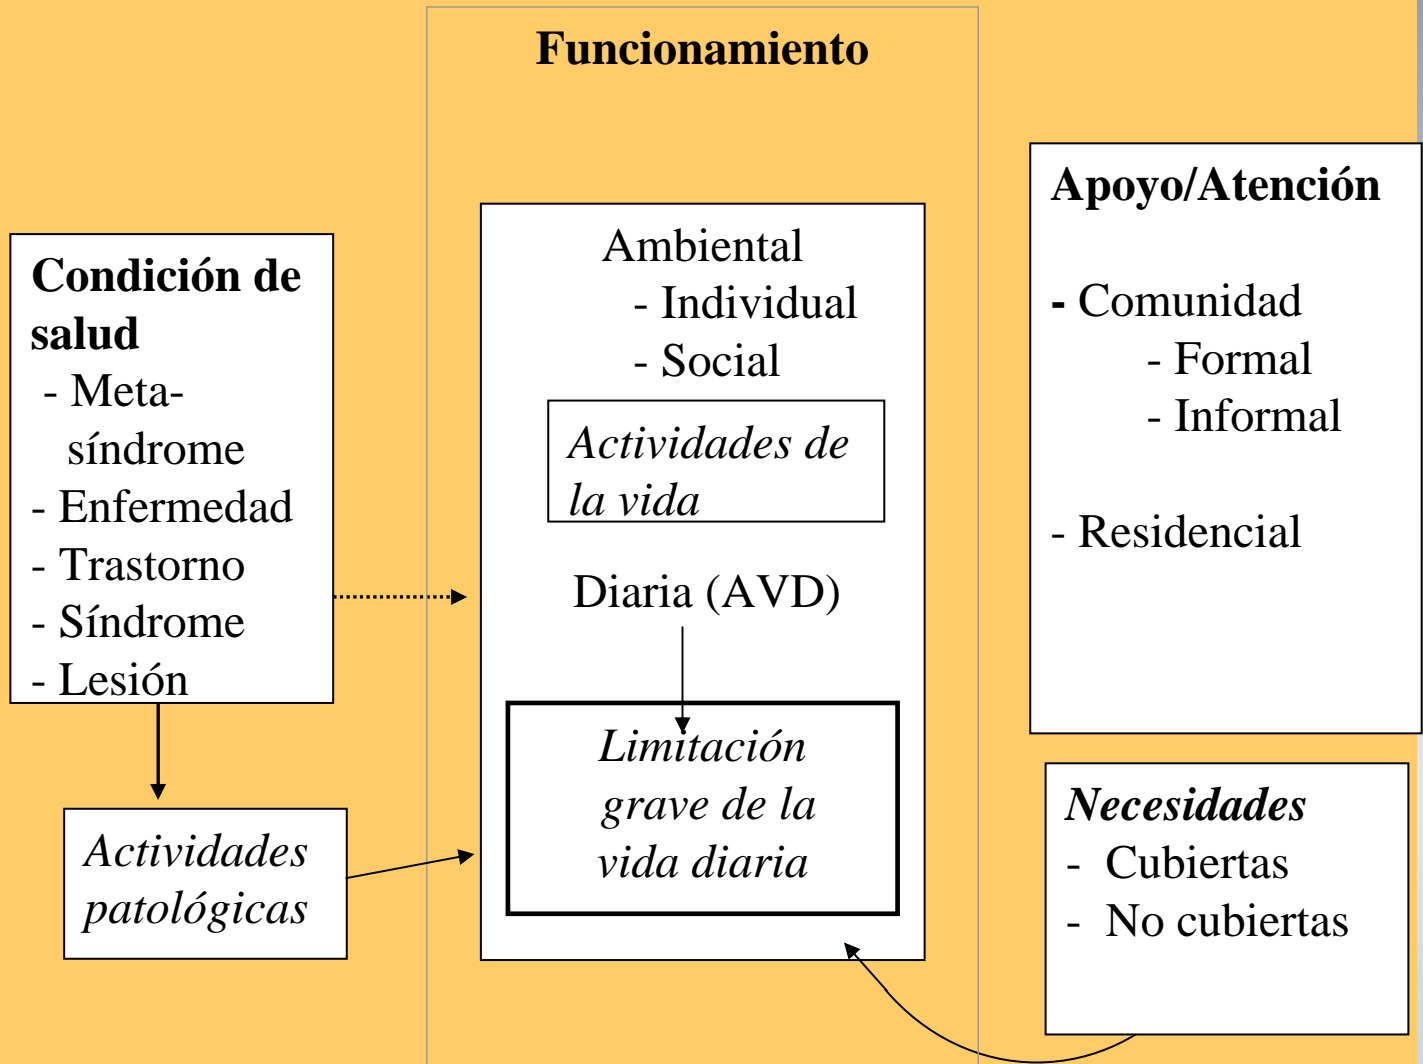 Funcionamiento
Condición de
salud
- Meta-
síndrome
- Enfermedad
- Trastorno
- Síndrome
- Lesión
Actividades
patológicas
Ambiental
- Individual
- Social
Actividades de
la vida
Diaria (AVD)
Limitación
grave de la
vida diaria
Apoyo/Atención
- Comunidad
- Formal
- Informal
- Residencial
Necesidades
- Cubiertas
- No cubiertas